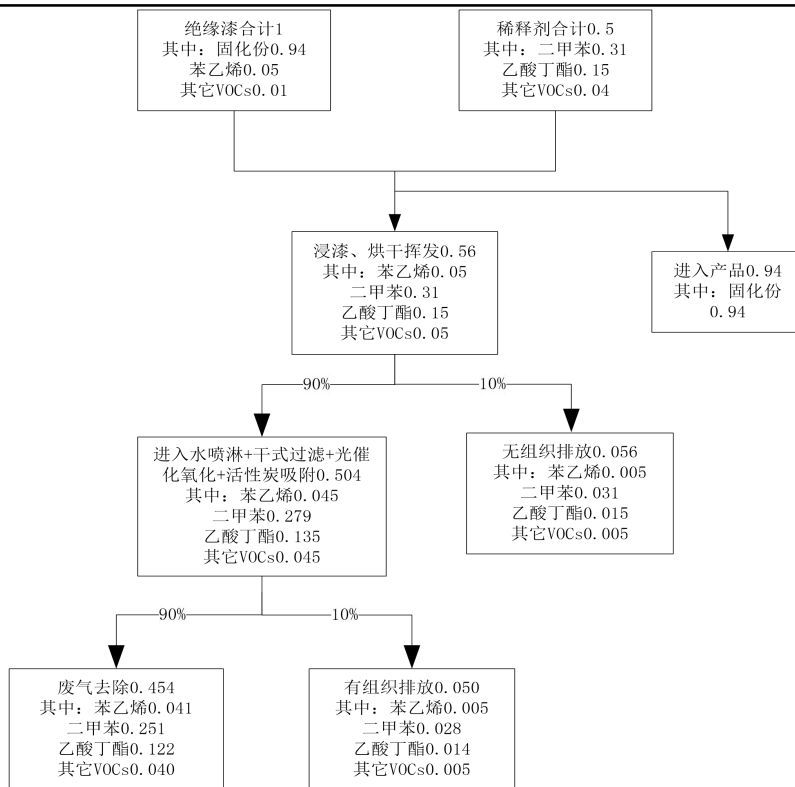 绝缘漆合计1
其中：固化份0.94
苯乙烯0.05
其它VOCs0.01
稀释剂合计0.5
其中：二甲苯0.31
乙酸丁酯0.15
其它VOCs0.04
浸漆、烘干挥发0.56
其中：苯乙烯0.05
二甲苯0.31
乙酸丁酯0.15
其它VOCs0.05
进入产品0.94
其中：固化份
0.94
90%
10%
进入水喷淋+干式过滤+光催
化氧化+活性炭吸附0.504
其中：苯乙烯0.045
二甲苯0.279
乙酸丁酯0.135
其它VOCs0.045
无组织排放0.056
其中：苯乙烯0.005
二甲苯0.031
乙酸丁酯0.015
其它VOCs0.005
90%
10%
废气去除0.454
其中：苯乙烯0.041
二甲苯0.251
乙酸丁酯0.122
其它VOCs0.040
有组织排放0.050
其中：苯乙烯0.005
二甲苯0.028
乙酸丁酯0.014
其它VOCs0.005